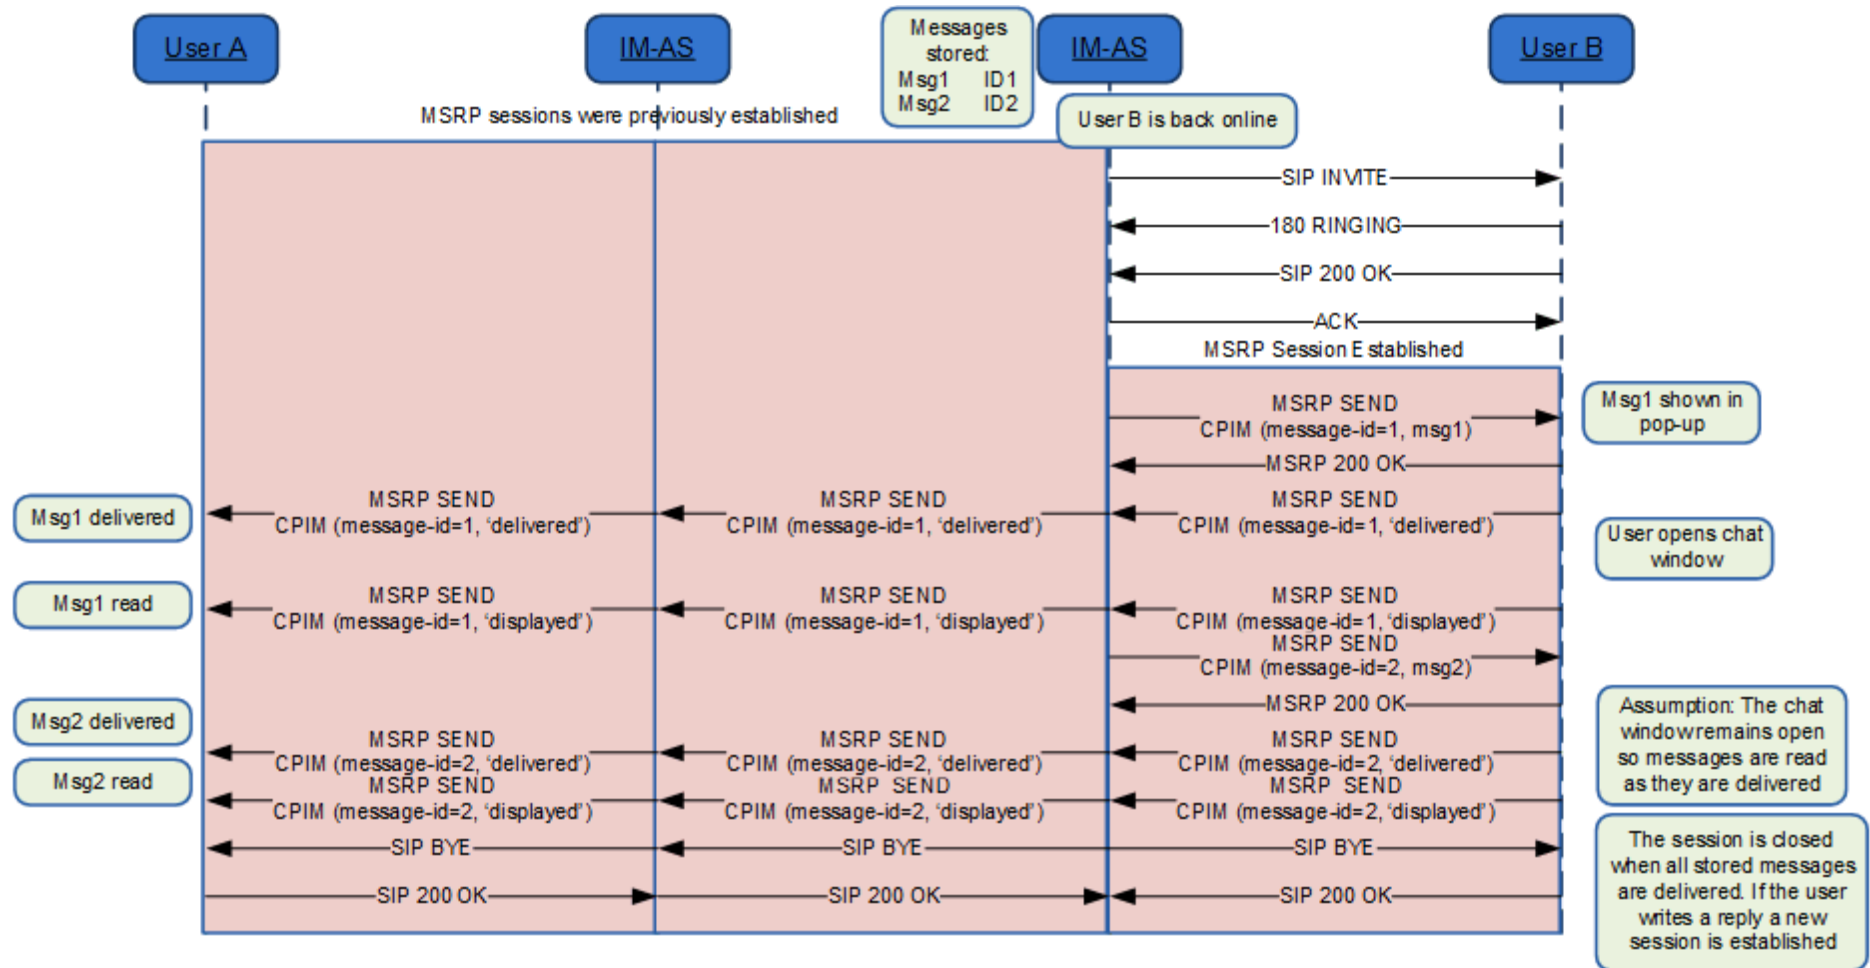 User A
IM-AS
Messages
stored:
Msg1 ID1
Msg2 ID2
IM-AS
User B
MSRP sessions were previously established
User B is back online
SIP INVITE
180 RINGING
SIP 200 OK
ACK
MSRP Session Established
MSRP SEND
CPIM (message-id=1, msg1)
Msg1 shown in
pop-up
MSRP 200 OK
Msg1 delivered
MSRP SEND
CPIM (message-id=1, ‘delivered’)
MSRP SEND
CPIM (message-id=1, ‘delivered’)
MSRP SEND
CPIM (message-id=1, ‘delivered’)
User opens chat
window
Msg1 read
MSRP SEND
CPIM (message-id=1, ‘displayed’)
MSRP SEND
CPIM (message-id=1, ‘displayed’)
MSRP SEND
CPIM (message-id=1, ‘displayed’)
MSRP SEND
CPIM (message-id=2, msg2)
MSRP 200 OK
Msg2 delivered
MSRP SEND
CPIM (message-id=2, ‘delivered’)
MSRP SEND
CPIM (message-id=2, ‘delivered’)
MSRP SEND
CPIM (message-id=2, ‘delivered’)
Assumption: The chat
window remains open
so messages are read
as they are delivered
Msg2 read
MSRP SEND
CPIM (message-id=2, ‘displayed’)
MSRP SEND
CPIM (message-id=2, ‘displayed’)
MSRP SEND
CPIM (message-id=2, ‘displayed’)
SIP BYE
SIP BYE
SIP BYE
SIP 200 OK
SIP 200 OK
SIP 200 OK
The session is closed
when all stored messages
are delivered. If the user
writes a reply a new
session is established